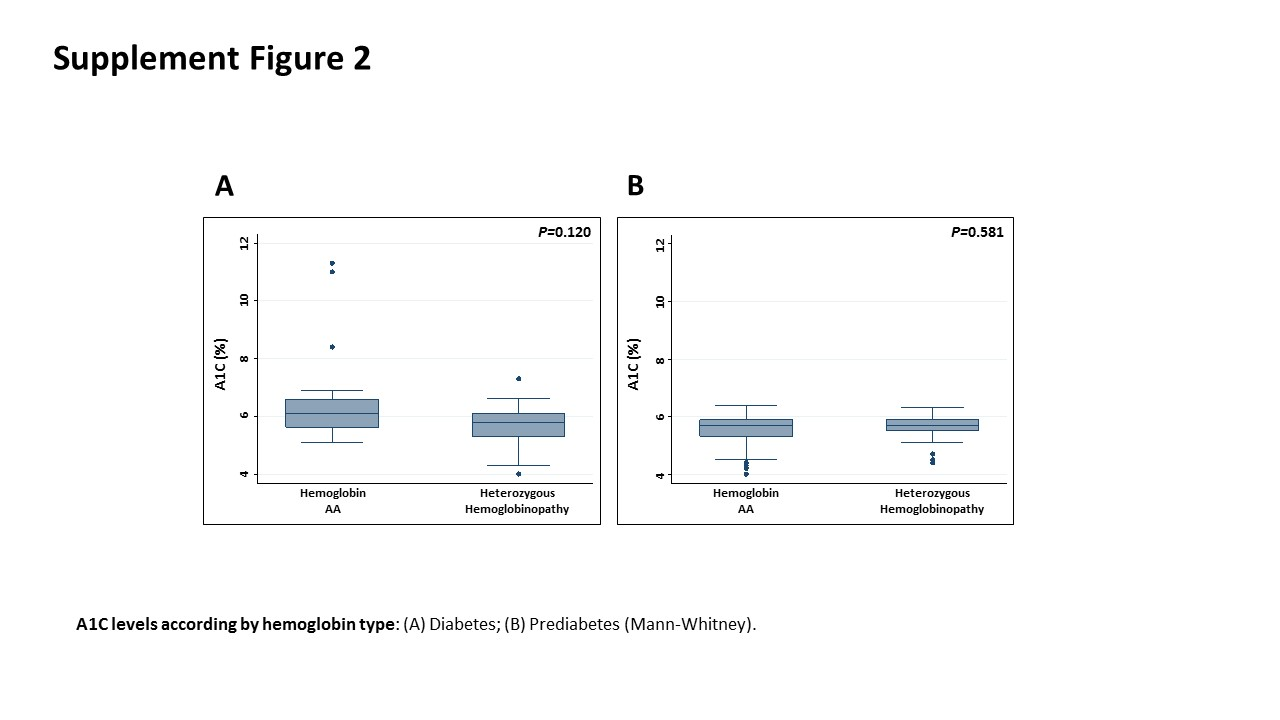 Supplement Figure 2
A
P=0.120
12
10
8
6
4
A1C (%)
Hemoglobin
AA
Heterozygous
Hemoglobinopathy
B
P=0.581
12
10
8
6
4
A1C (%)
Hemoglobin
AA
Heterozygous
Hemoglobinopathy
A1C levels according by hemoglobin type: (A) Diabetes; (B) Prediabetes (Mann-Whitney).